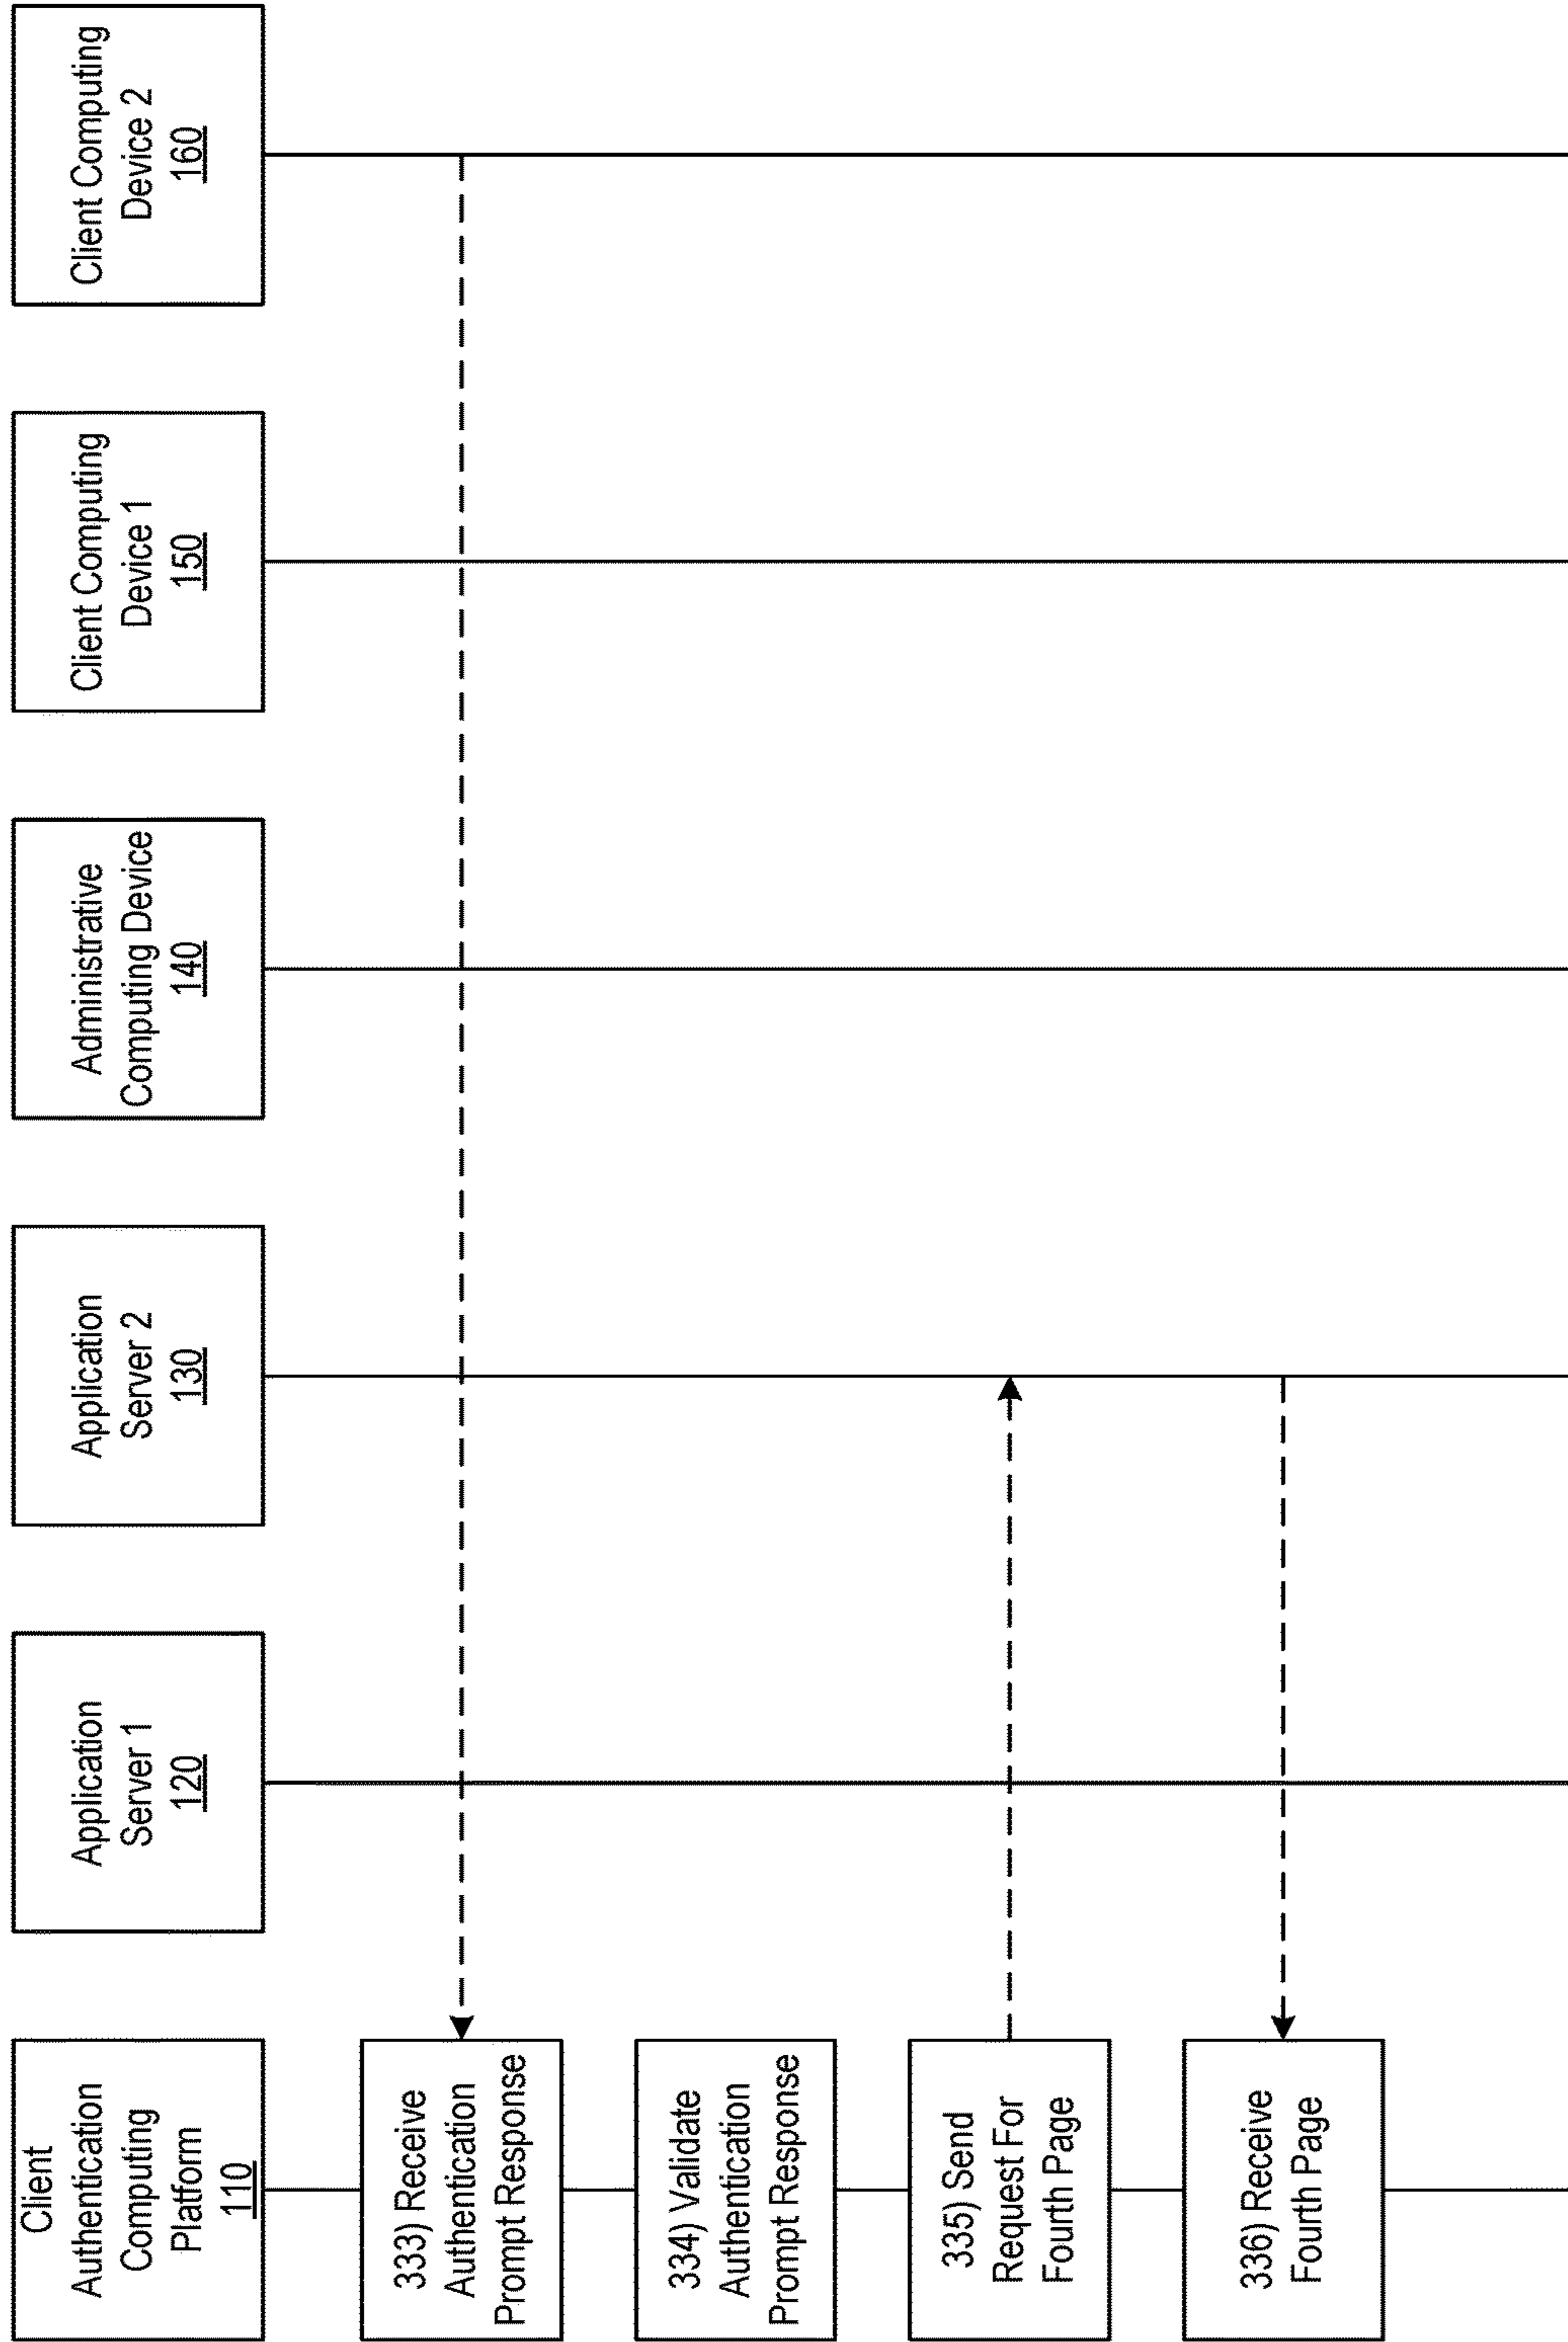 Client
Authentication
Computing
Platform
110
Application
Server 1
120
Application
Server 2
130
Administrative
Computing Device
140
Client Computing
Device 1
150
Client Computing
Device 2
160
333) Receive
Authentication
Prompt Response
334) Validate
Authentication
Prompt Response
335) Send
Request For
Fourth Page
336) Receive
Fourth Page